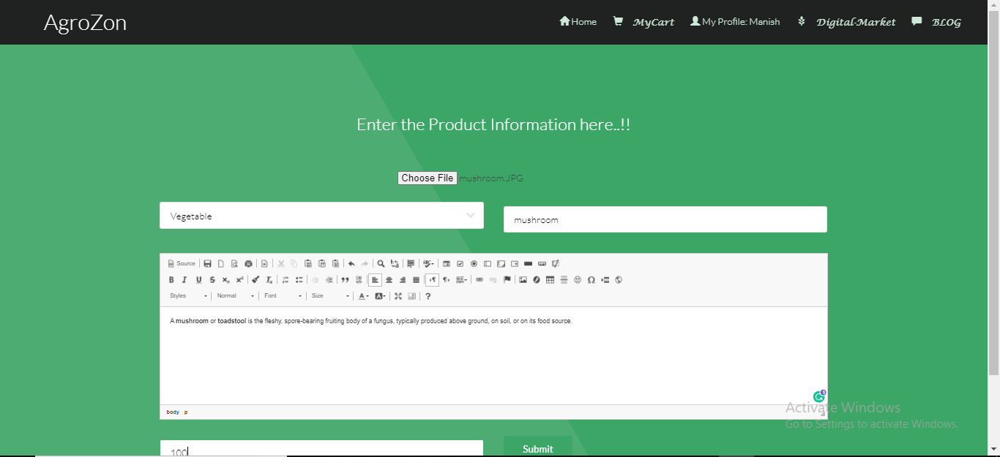 AgroZon Home MyCart My Profile: Manish Digital-Market BLOG
Enter the Product Information here..!!
Choose File mushroom.JPG
Vegetable mushroom
Source
B I U S x₂ x² Tx
Styles Normal Font Size A A ?
A mushroom or toadstool is the fleshy, spore-bearing fruiting body of a fungus, typically produced above ground, on soil, or on its food source.
1
body p
Activate Windows
Go to Settings to activate Windows.
100 Submit